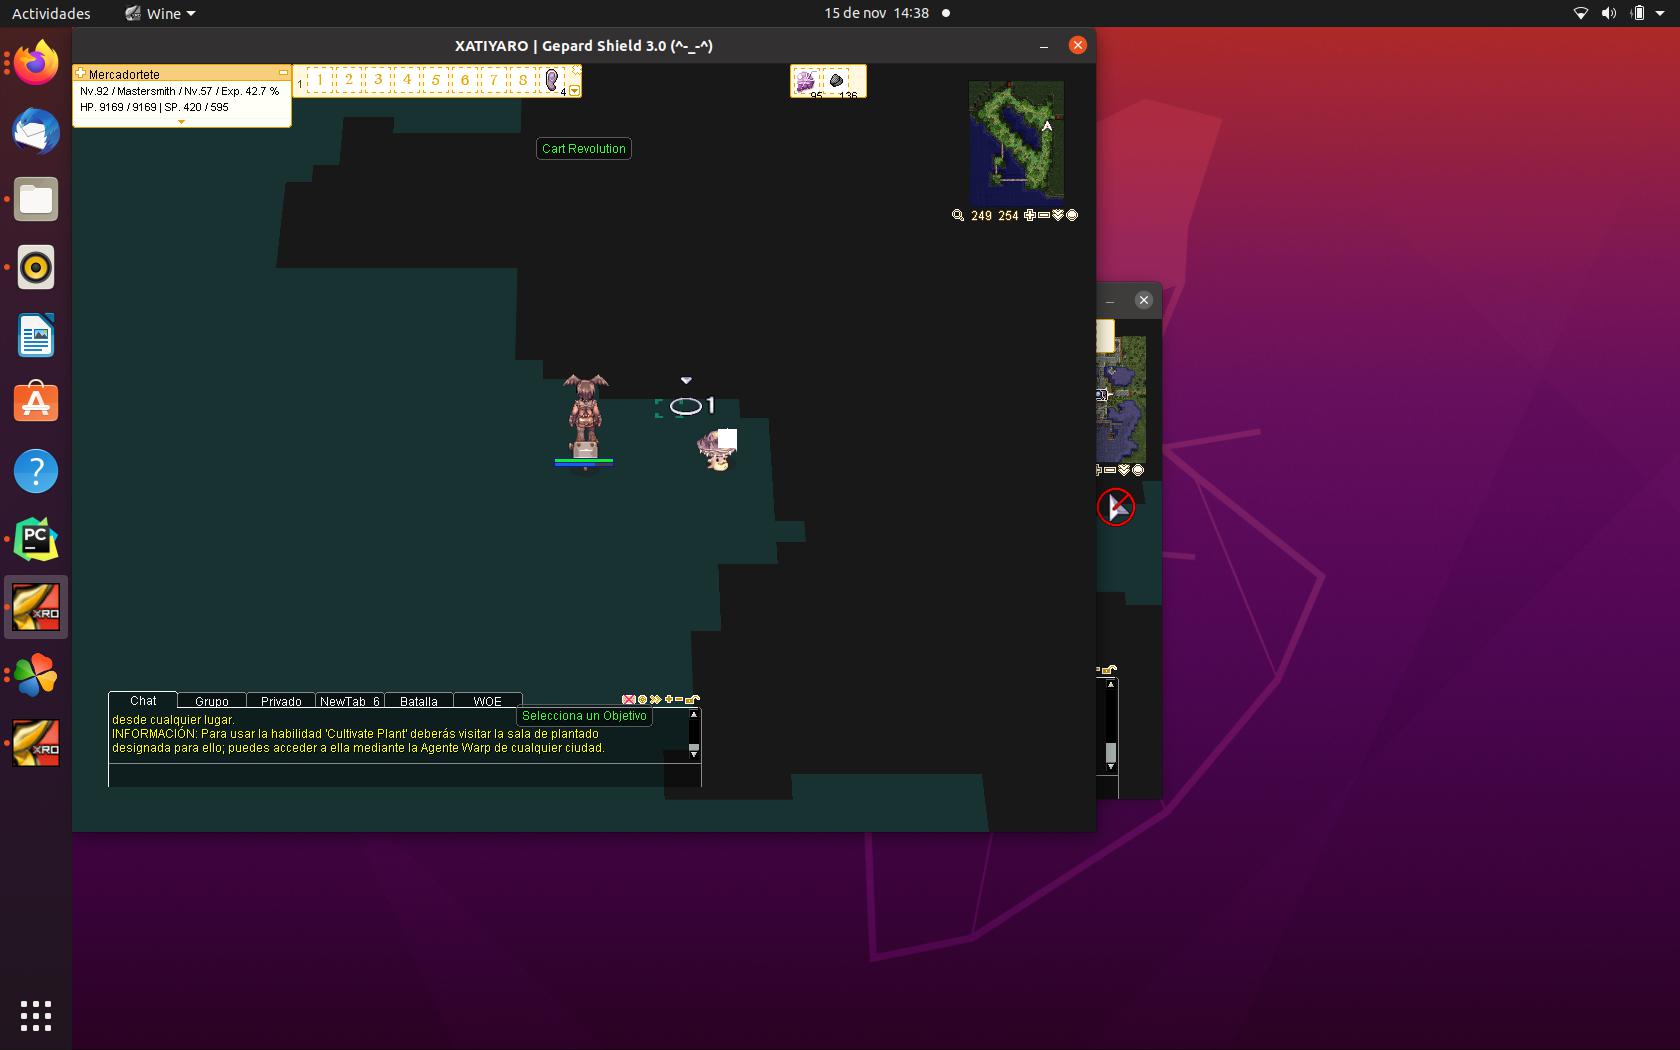 Actividades
Wine
15 de nov 14:38
XATIYARO | Gepard Shield 3.0 (^-_-^)
Mercadortete
Nv.92 / Mastersmith / Nv.57 / Exp. 42.7 %
HP. 9169 / 9169 | SP. 420 / 595
1
1 2 3 4 5 6 7 8
4
95 136
Cart Revolution
249 254
1
PC
XRO
XRO
Chat Grupo Privado NewTab_6 Batalla WOE
Selecciona un Objetivo
desde cualquier lugar.
INFORMACIÓN: Para usar la habilidad 'Cultivate Plant' deberás visitar la sala de plantado
designada para ello; puedes acceder a ella mediante la Agente Warp de cualquier ciudad.